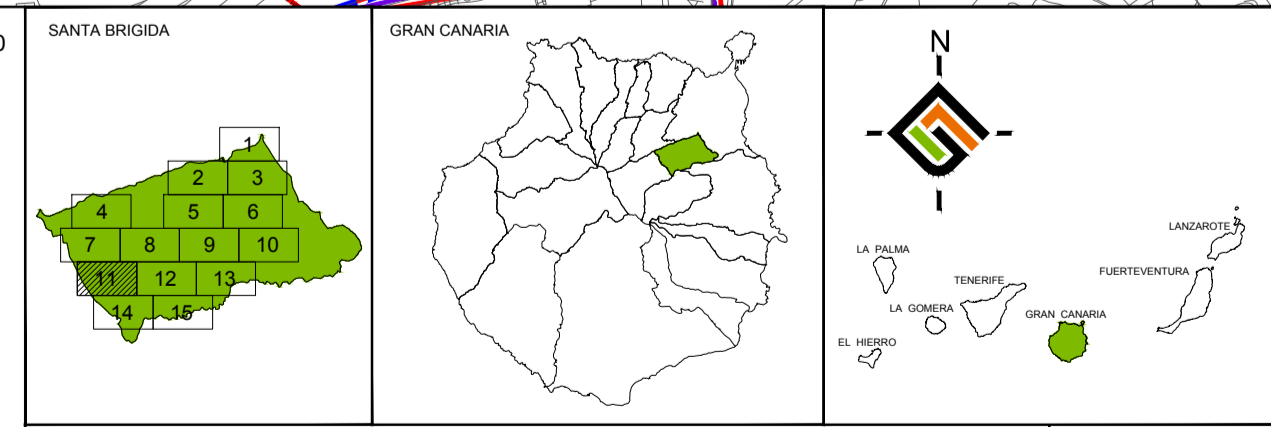 0
SANTA BRIGIDA
1
2 3
4 5 6
7 8 9 10
11 12 13
14 15
GRAN CANARIA
N
LANZAROTE
LA PALMA
FUERTEVENTURA
TENERIFE
LA GOMERA
GRAN CANARIA
EL HIERRO